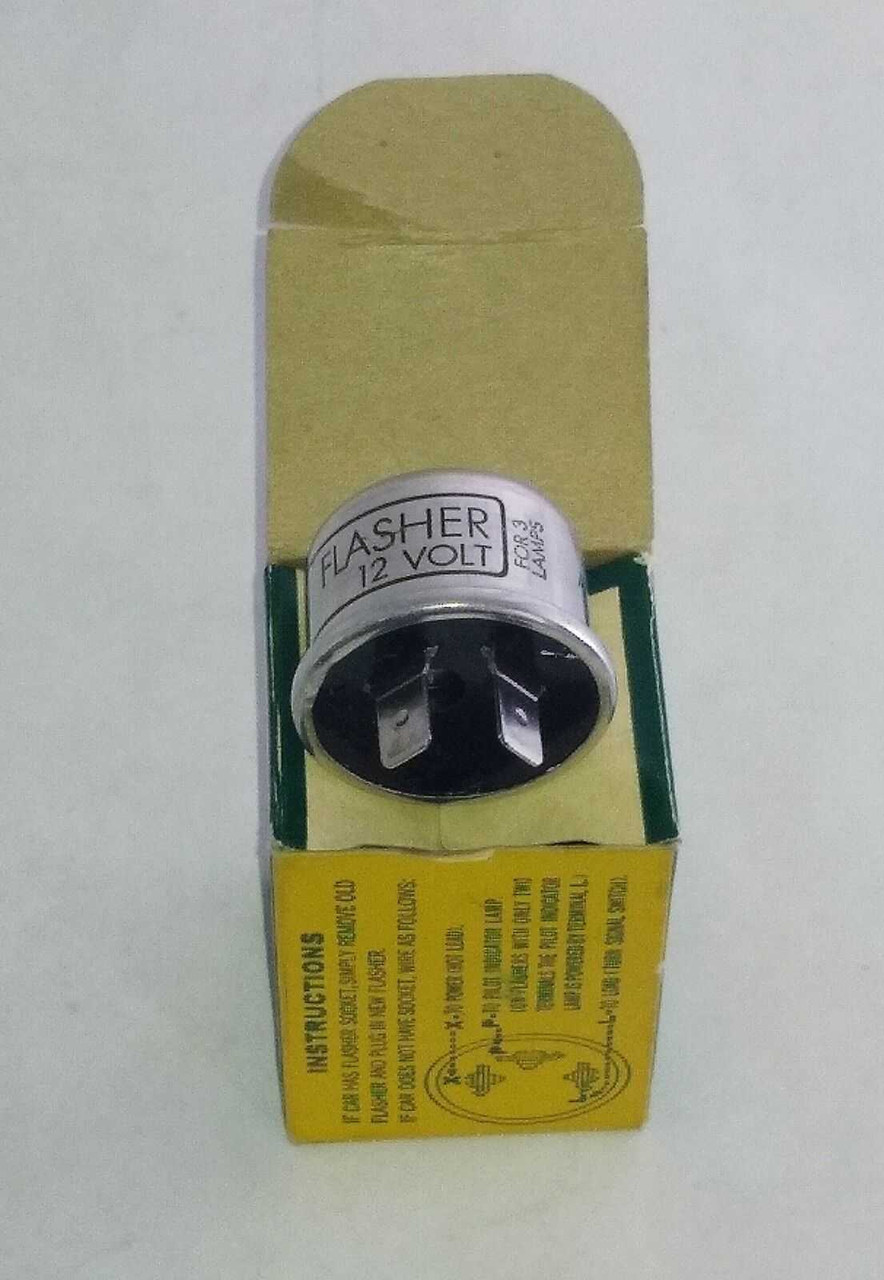 FLASHER
12 VOLT
FOR 3
LAMPS
INSTRUCTIONS
IF CAR HAS FLASHER SOCKET, SIMPLY REMOVE OLD
FLASHER AND PLUG IN NEW FLASHER.
IF CAR DOES NOT HAVE SOCKET, WIRE AS FOLLOWS:
X=TO POWER (HOT LEAD).
P=TO PILOT INDICATOR LAMP
(ON FLASHERS WITH ONLY TWO
TERMINALS THE PILOT INDICATOR
LAMP IS POWERED BY TERMINAL L.)
L=TO LOAD (THRU SIGNAL SWITCH).
X
P
L